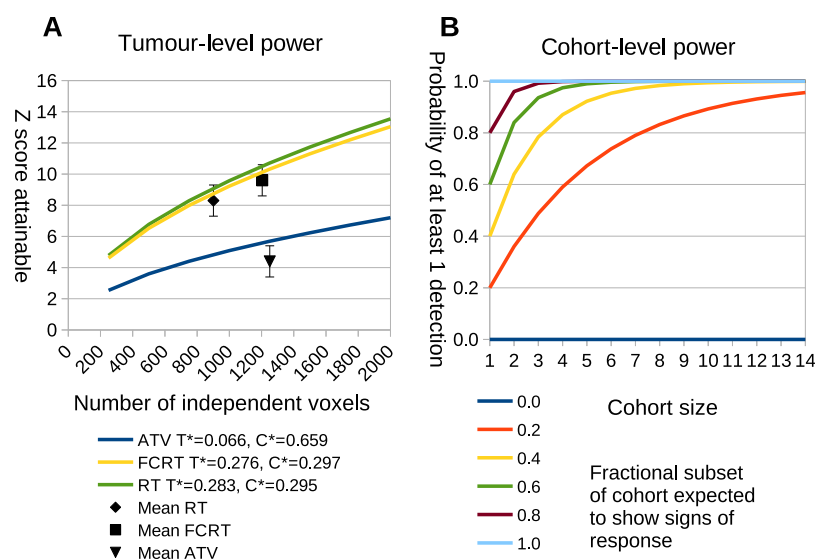 A
Tumour-level power
Z score attainable
16
14
12
10
8
6
4
2
0
0
200
400
600
800
1000
1200
1400
1600
1800
2000
Number of independent voxels
ATV T*=0.066, C*=0.659
FCRT T*=0.276, C*=0.297
RT T*=0.283, C*=0.295
Mean RT
Mean FCRT
Mean ATV
B
Cohort-level power
Probability of at least 1 detection
1.0
0.8
0.6
0.4
0.2
0.0
1 2 3 4 5 6 7 8 9 10 11 12 13 14
Cohort size
0.0
0.2
0.4
0.6
0.8
1.0
Fractional subset
of cohort expected
to show signs of
response